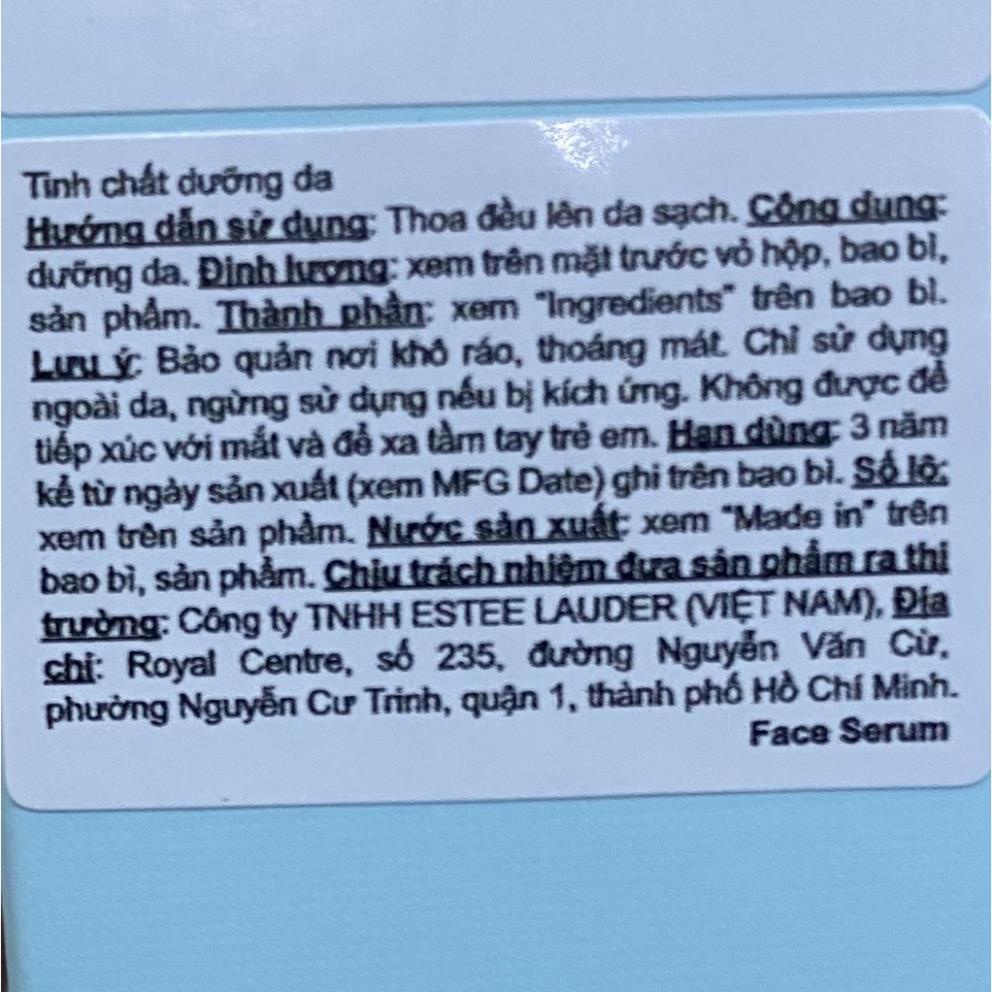 Tinh chất dưỡng da
Hướng dẫn sử dụng: Thoa đều lên da sạch. Công dụng:
dưỡng da. Định lượng: xem trên mặt trước vỏ hộp, bao bì,
sản phẩm. Thành phần: xem "Ingredients" trên bao bì.
Lưu ý: Bảo quản nơi khô ráo, thoáng mát. Chỉ sử dụng
ngoài da, ngừng sử dụng nếu bị kích ứng. Không được để
tiếp xúc với mắt và để xa tầm tay trẻ em. Hạn dùng: 3 năm
kể từ ngày sản xuất (xem MFG Date) ghi trên bao bì. Số lô:
xem trên sản phẩm. Nước sản xuất: xem "Made in" trên
bao bì, sản phẩm. Chịu trách nhiệm đưa sản phẩm ra thị
trường: Công ty TNHH ESTEE LAUDER (VIỆT NAM), Địa
chỉ: Royal Centre, số 235, đường Nguyễn Văn Cừ,
phường Nguyễn Cư Trinh, quận 1, thành phố Hồ Chí Minh.
Face Serum